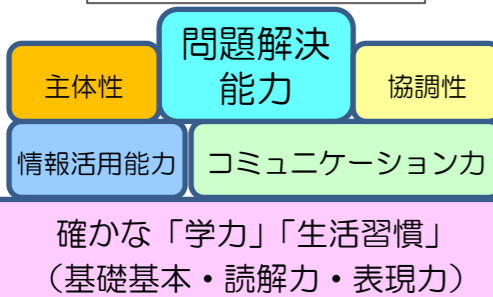 問題解決
能力
主体性
協調性
情報活用能力
コミュニケーション力
確かな「学力」「生活習慣」
（基礎基本・読解力・表現力）